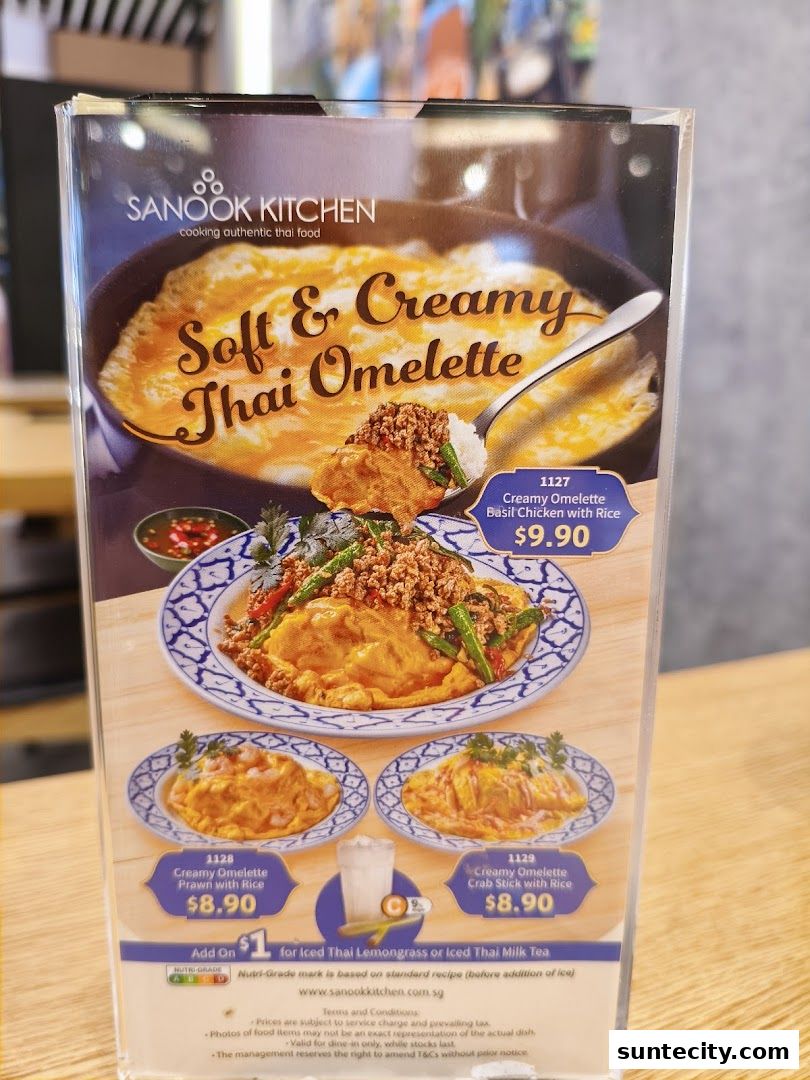 SANOOK KITCHEN
cooking authentic thai food
Soft & Creamy
Thai Omelette
1127
Creamy Omelette
Basil Chicken with Rice
$9.90
1128
Creamy Omelette
Prawn with Rice
$8.90
1129
Creamy Omelette
Crab Stick with Rice
$8.90
C 9%
Add On $1 for Iced Thai Lemongrass or Iced Thai Milk Tea
NUTRI-GRADE
A B C D
Nutri-Grade mark is based on standard recipe (before addition of ice)
www.sanookkitchen.com.sg
Terms and Conditions:
• Prices are subject to service charge and prevailing tax.
• Photos of food items may not be an exact representation of the actual dish.
• Valid for dine-in only, while stocks last.
• The management reserves the right to amend T&Cs without prior notice.
suntecity.com